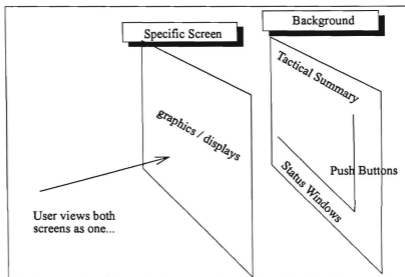 Background
Specific Screen
Tactical Summary
graphics / displays
Push Buttons
Status Windows
User views both
screens as one...